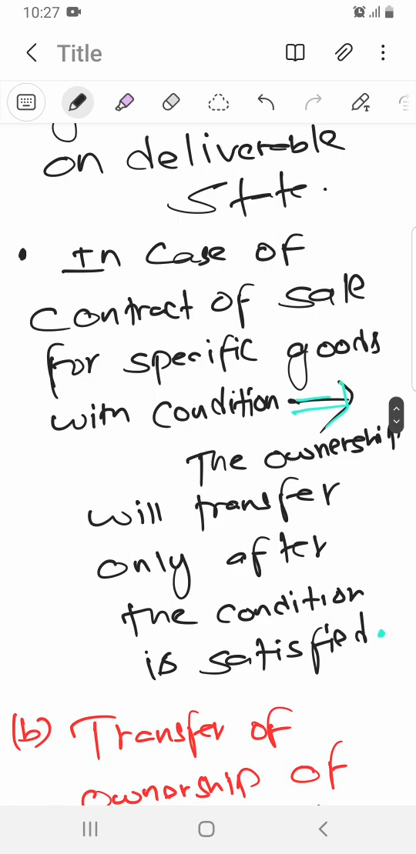 10:27
Title
on deliverable
state.
• In Case of
Contract of sale
for specific goods
with condition →
The ownership
will transfer
only after
the condition
is satisfied.
(b) Transfer of
ownership of